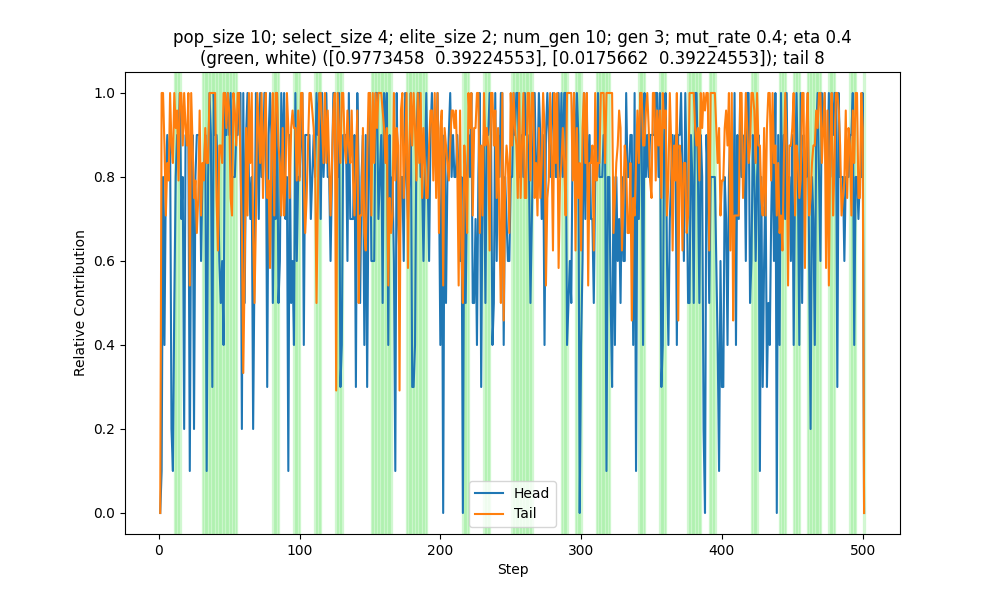 pop_size 10; select_size 4; elite_size 2; num_gen 10; gen 3; mut_rate 0.4; eta 0.4
(green, white) ([0.9773458  0.39224553], [0.0175662  0.39224553]); tail 8
1.0
0.8
0.6
0.4
0.2
0.0
Relative Contribution
Head
Tail
0
100
200
300
400
500
Step